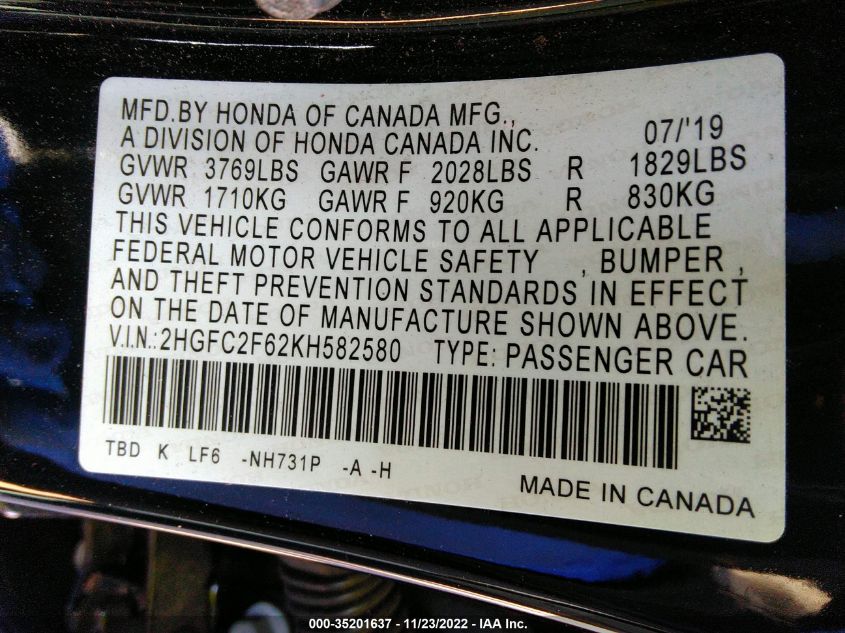 MFD.BY HONDA OF CANADA MFG.,
A DIVISION OF HONDA CANADA INC. 07/'19
GVWR 3769LBS GAWR F 2028LBS R 1829LBS
GVWR 1710KG GAWR F 920KG R 830KG
THIS VEHICLE CONFORMS TO ALL APPLICABLE
FEDERAL MOTOR VEHICLE SAFETY , BUMPER ,
AND THEFT PREVENTION STANDARDS IN EFFECT
ON THE DATE OF MANUFACTURE SHOWN ABOVE.
V.I.N.:2HGFC2F62KH582580 TYPE: PASSENGER CAR
TBD K LF6 -NH731P -A -H
MADE IN CANADA
000-35201637 - 11/23/2022 - IAA Inc.